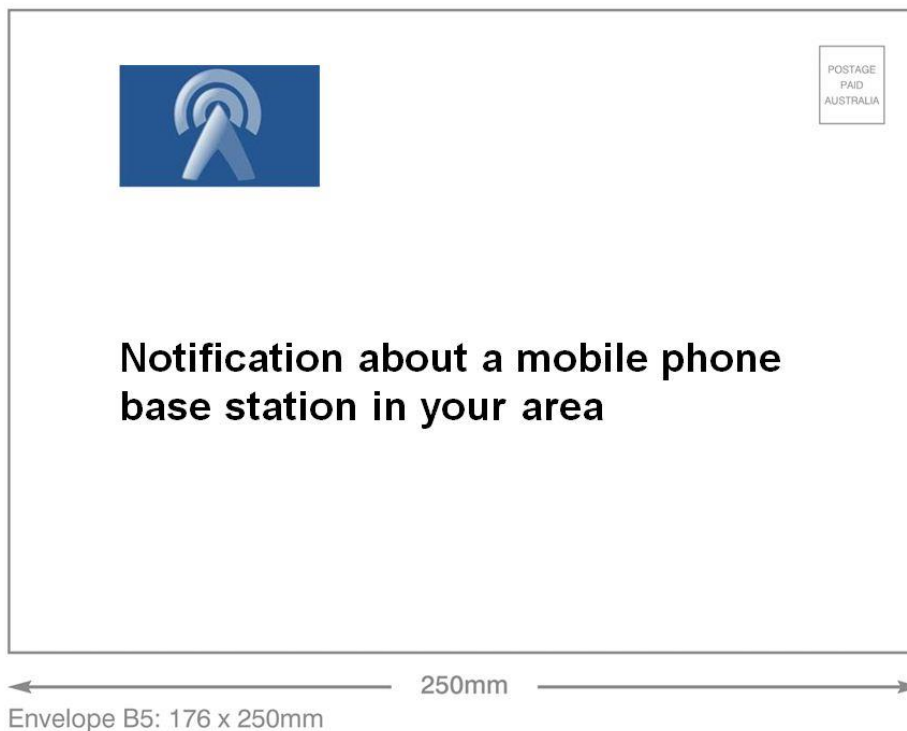 POSTAGE
PAID
AUSTRALIA
Notification about a mobile phone
base station in your area
250mm
Envelope B5: 176 x 250mm